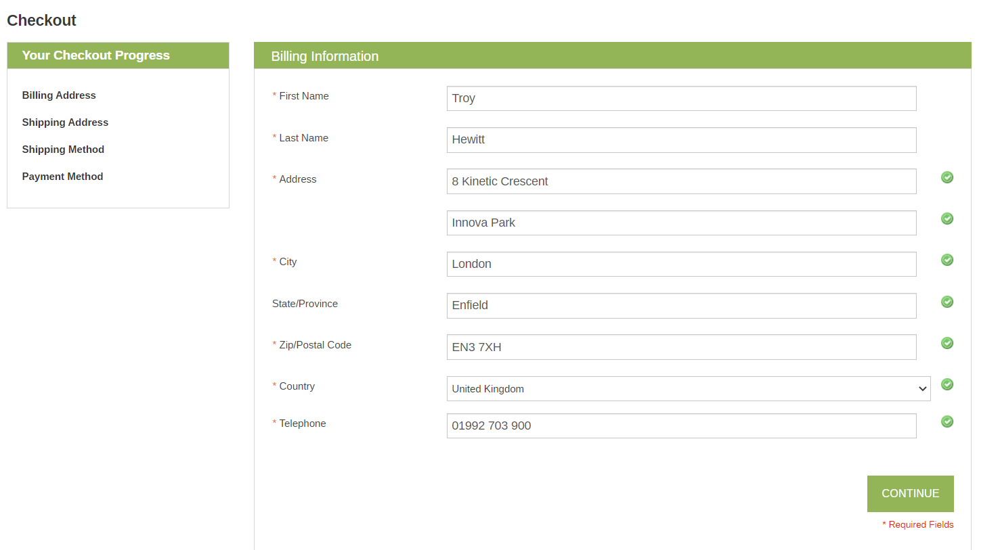 Checkout
Your Checkout Progress
Billing Address
Shipping Address
Shipping Method
Payment Method
Billing Information
* First Name
Troy
* Last Name
Hewitt
* Address
8 Kinetic Crescent
Innova Park
* City
London
State/Province
Enfield
* Zip/Postal Code
EN3 7XH
* Country
United Kingdom
* Telephone
01992 703 900
CONTINUE
* Required Fields